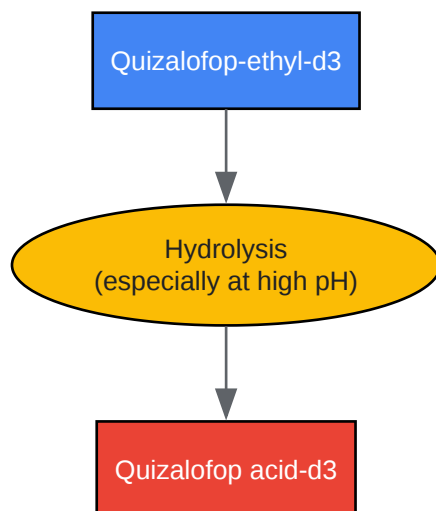 Quizalofop-ethyl-d3
Hydrolysis
(especially at high pH)
Quizalofop acid-d3